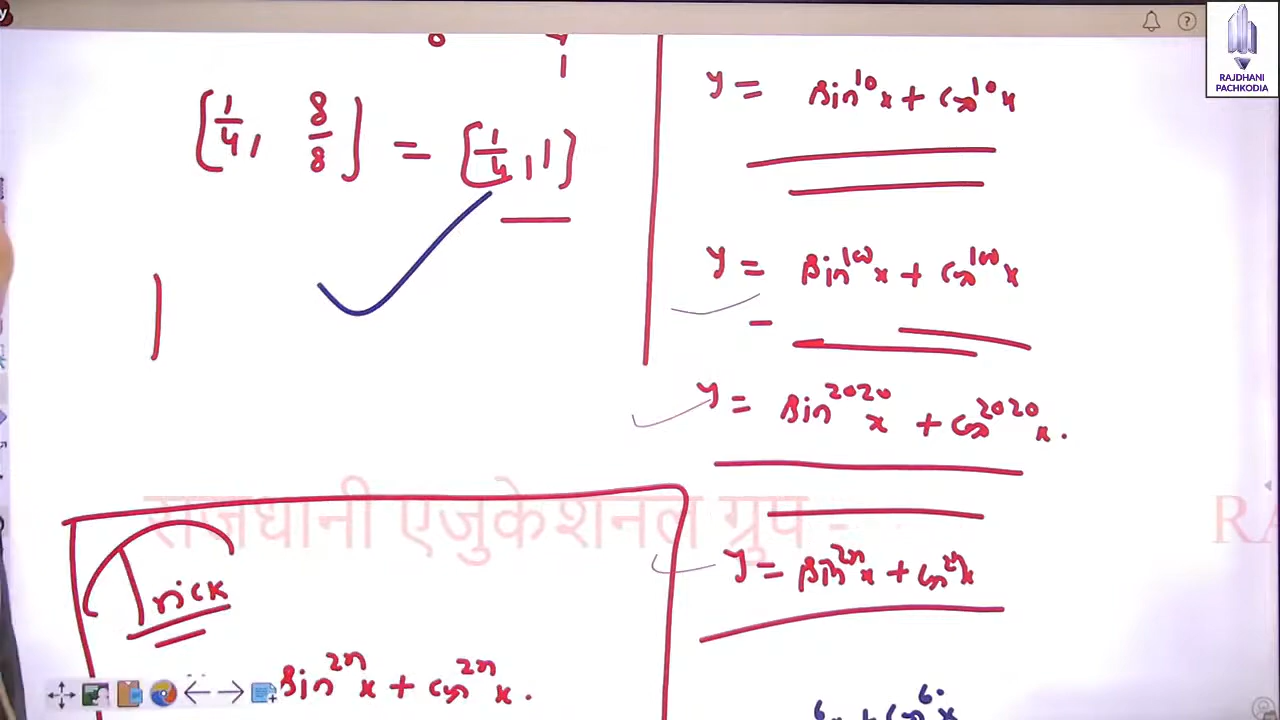 RAJDHANI
PACHKODIA
[1/4, 8/8] = [1/4, 1]
y = sin¹⁰x + cos¹⁰x
y = sin¹⁰⁰x + cos¹⁰⁰x
y = sin²⁰²⁰x + cos²⁰²⁰x.
राजधानी एजुकेशनल ग्रुप -
RA
y = sin²ⁿx + cos²ⁿx
Trick
sin²ⁿx + cos²ⁿx.